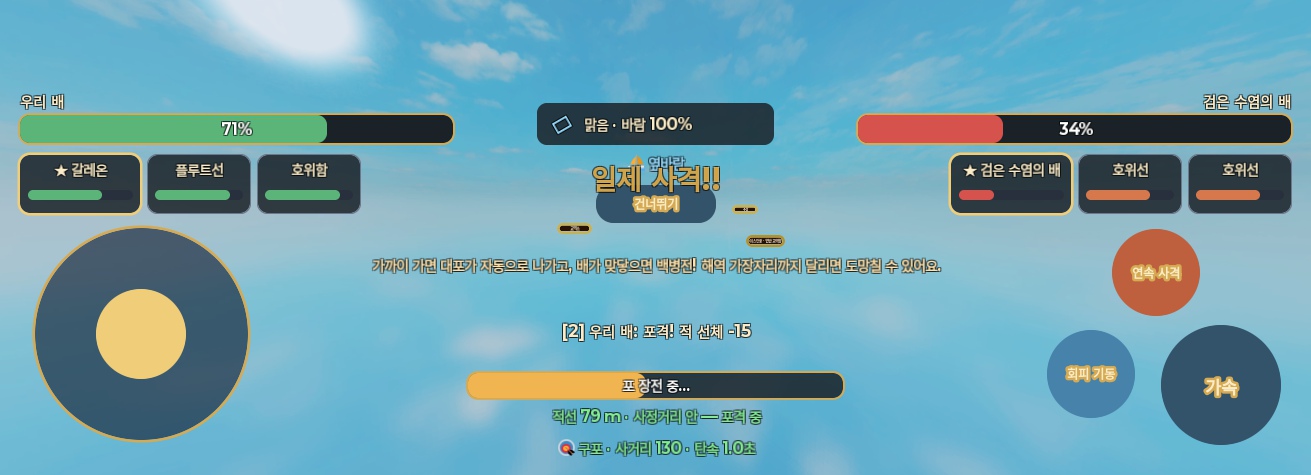 우리 배
검은 수염의 배
71%
맑음 · 바람 100%
34%
옆바람
일제 사격!!
건너뛰기
★ 갈레온
플루트선
호위함
★ 검은 수염의 배
호위선
호위선
가까이 가면 대포가 자동으로 나가고, 배가 맞닿으면 백병전! 해역 가장자리까지 달리면 도망칠 수 있어요.
연속 사격
[2] 우리 배: 포격! 적 선체 -15
회피 기동
가속
포 장전 중...
적선 79 m · 사정거리 안 — 포격 중
구포 · 사거리 130 · 탄속 1.0초